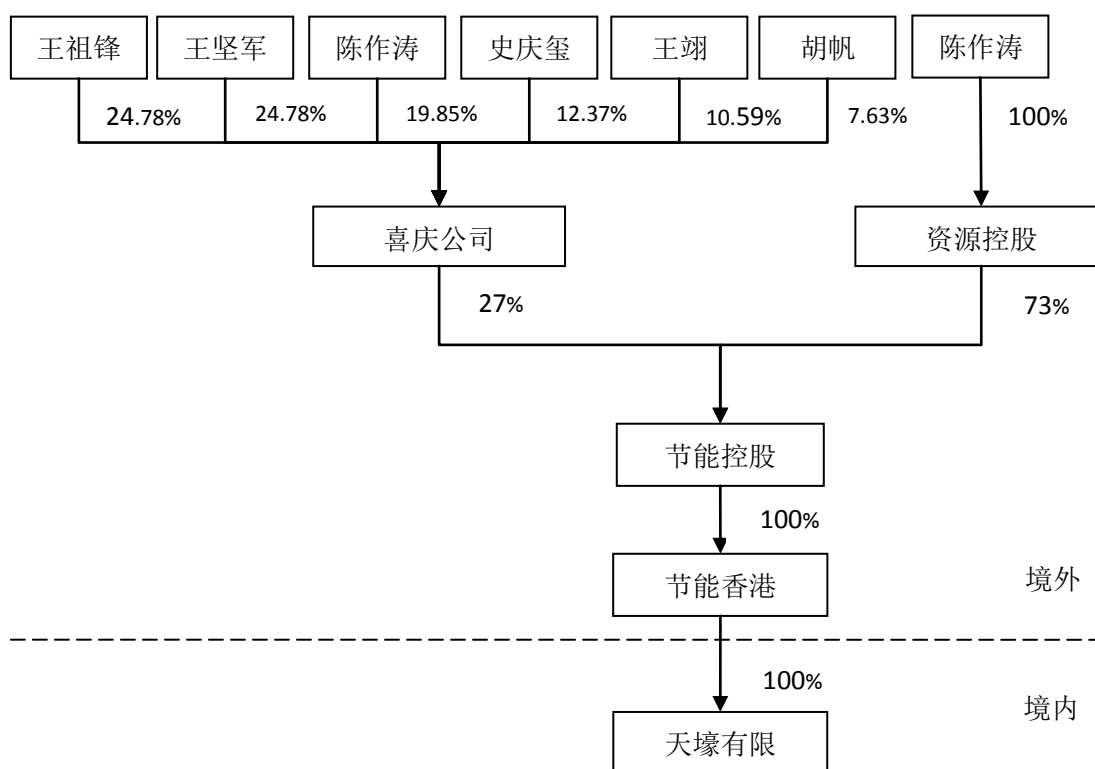 王祖锋 王坚军 陈作涛 史庆玺 王翊 胡帆 陈作涛
24.78% 24.78% 19.85% 12.37% 10.59% 7.63% 100%
喜庆公司 资源控股
27% 73%
节能控股
100%
节能香港 境外
100%
境内
天壕有限